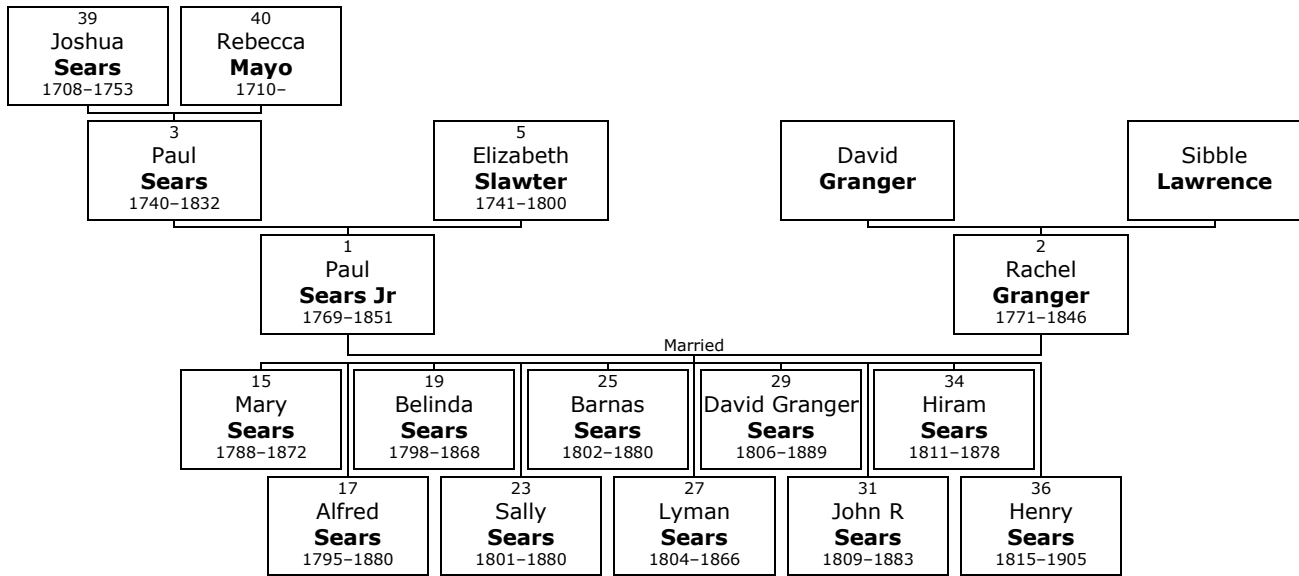 39
Joshua
Sears
1708–1753
40
Rebecca
Mayo
1710–
3
Paul
Sears
1740–1832
5
Elizabeth
Slawter
1741–1800
David
Granger
Sibble
Lawrence
1
Paul
Sears Jr
1769–1851
2
Rachel
Granger
1771–1846
Married
15
Mary
Sears
1788–1872
19
Belinda
Sears
1798–1868
25
Barnas
Sears
1802–1880
29
David Granger
Sears
1806–1889
34
Hiram
Sears
1811–1878
17
Alfred
Sears
1795–1880
23
Sally
Sears
1801–1880
27
Lyman
Sears
1804–1866
31
John R
Sears
1809–1883
36
Henry
Sears
1815–1905